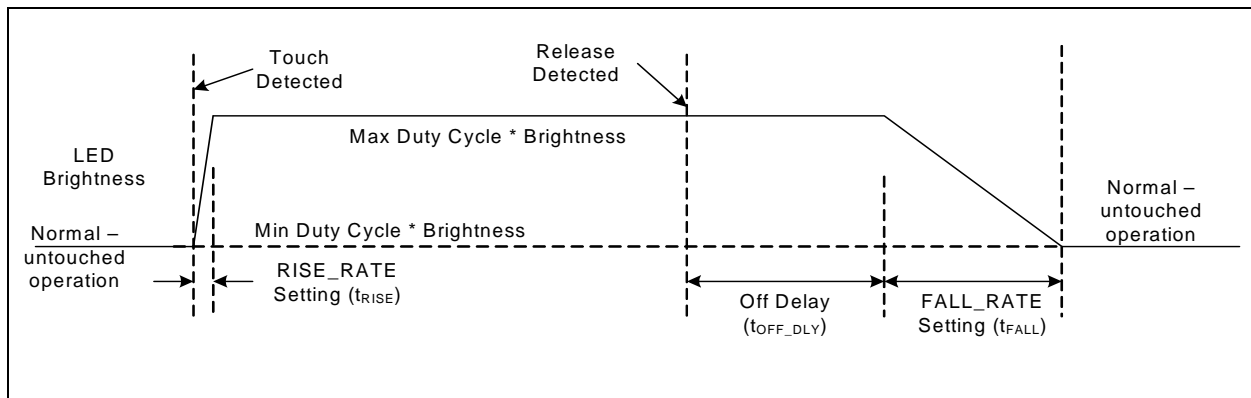 Touch
Detected
Release
Detected
Max Duty Cycle * Brightness
LED
Brightness
Normal –
untouched
operation
Min Duty Cycle * Brightness
Normal –
untouched
operation
RISE_RATE
Setting (tRISE)
Off Delay
(tOFF_DLY)
FALL_RATE
Setting (tFALL)